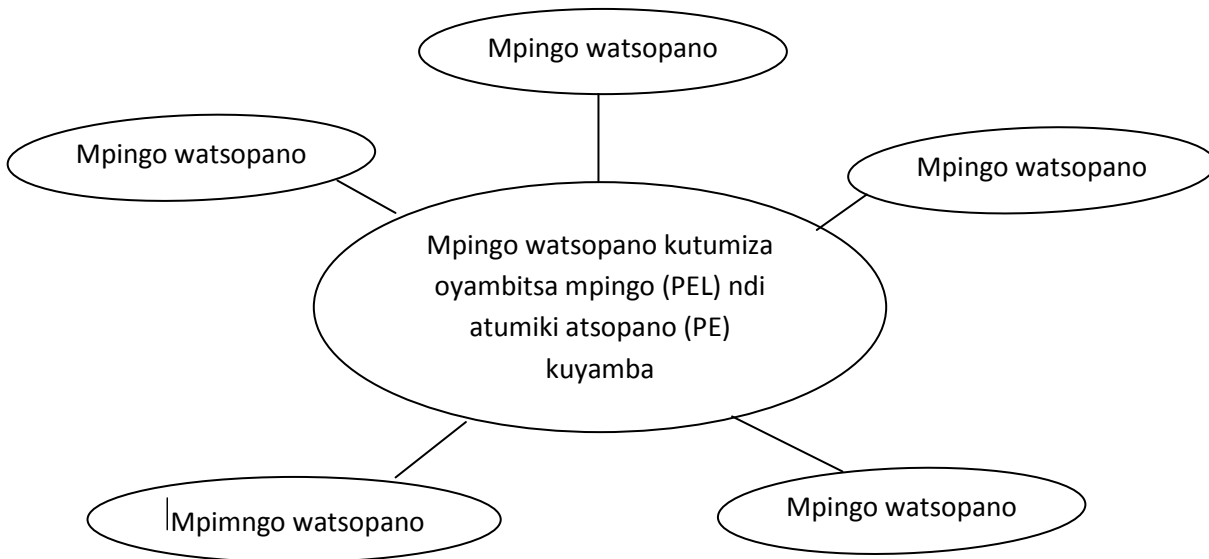 Mpingo watsopano
Mpingo watsopano
Mpingo watsopano
Mpingo watsopano kutumiza
oyambitsa mpingo (PEL) ndi
atumiki atsopano (PE)
kuyamba
Mpimngo watsopano
Mpingo watsopano